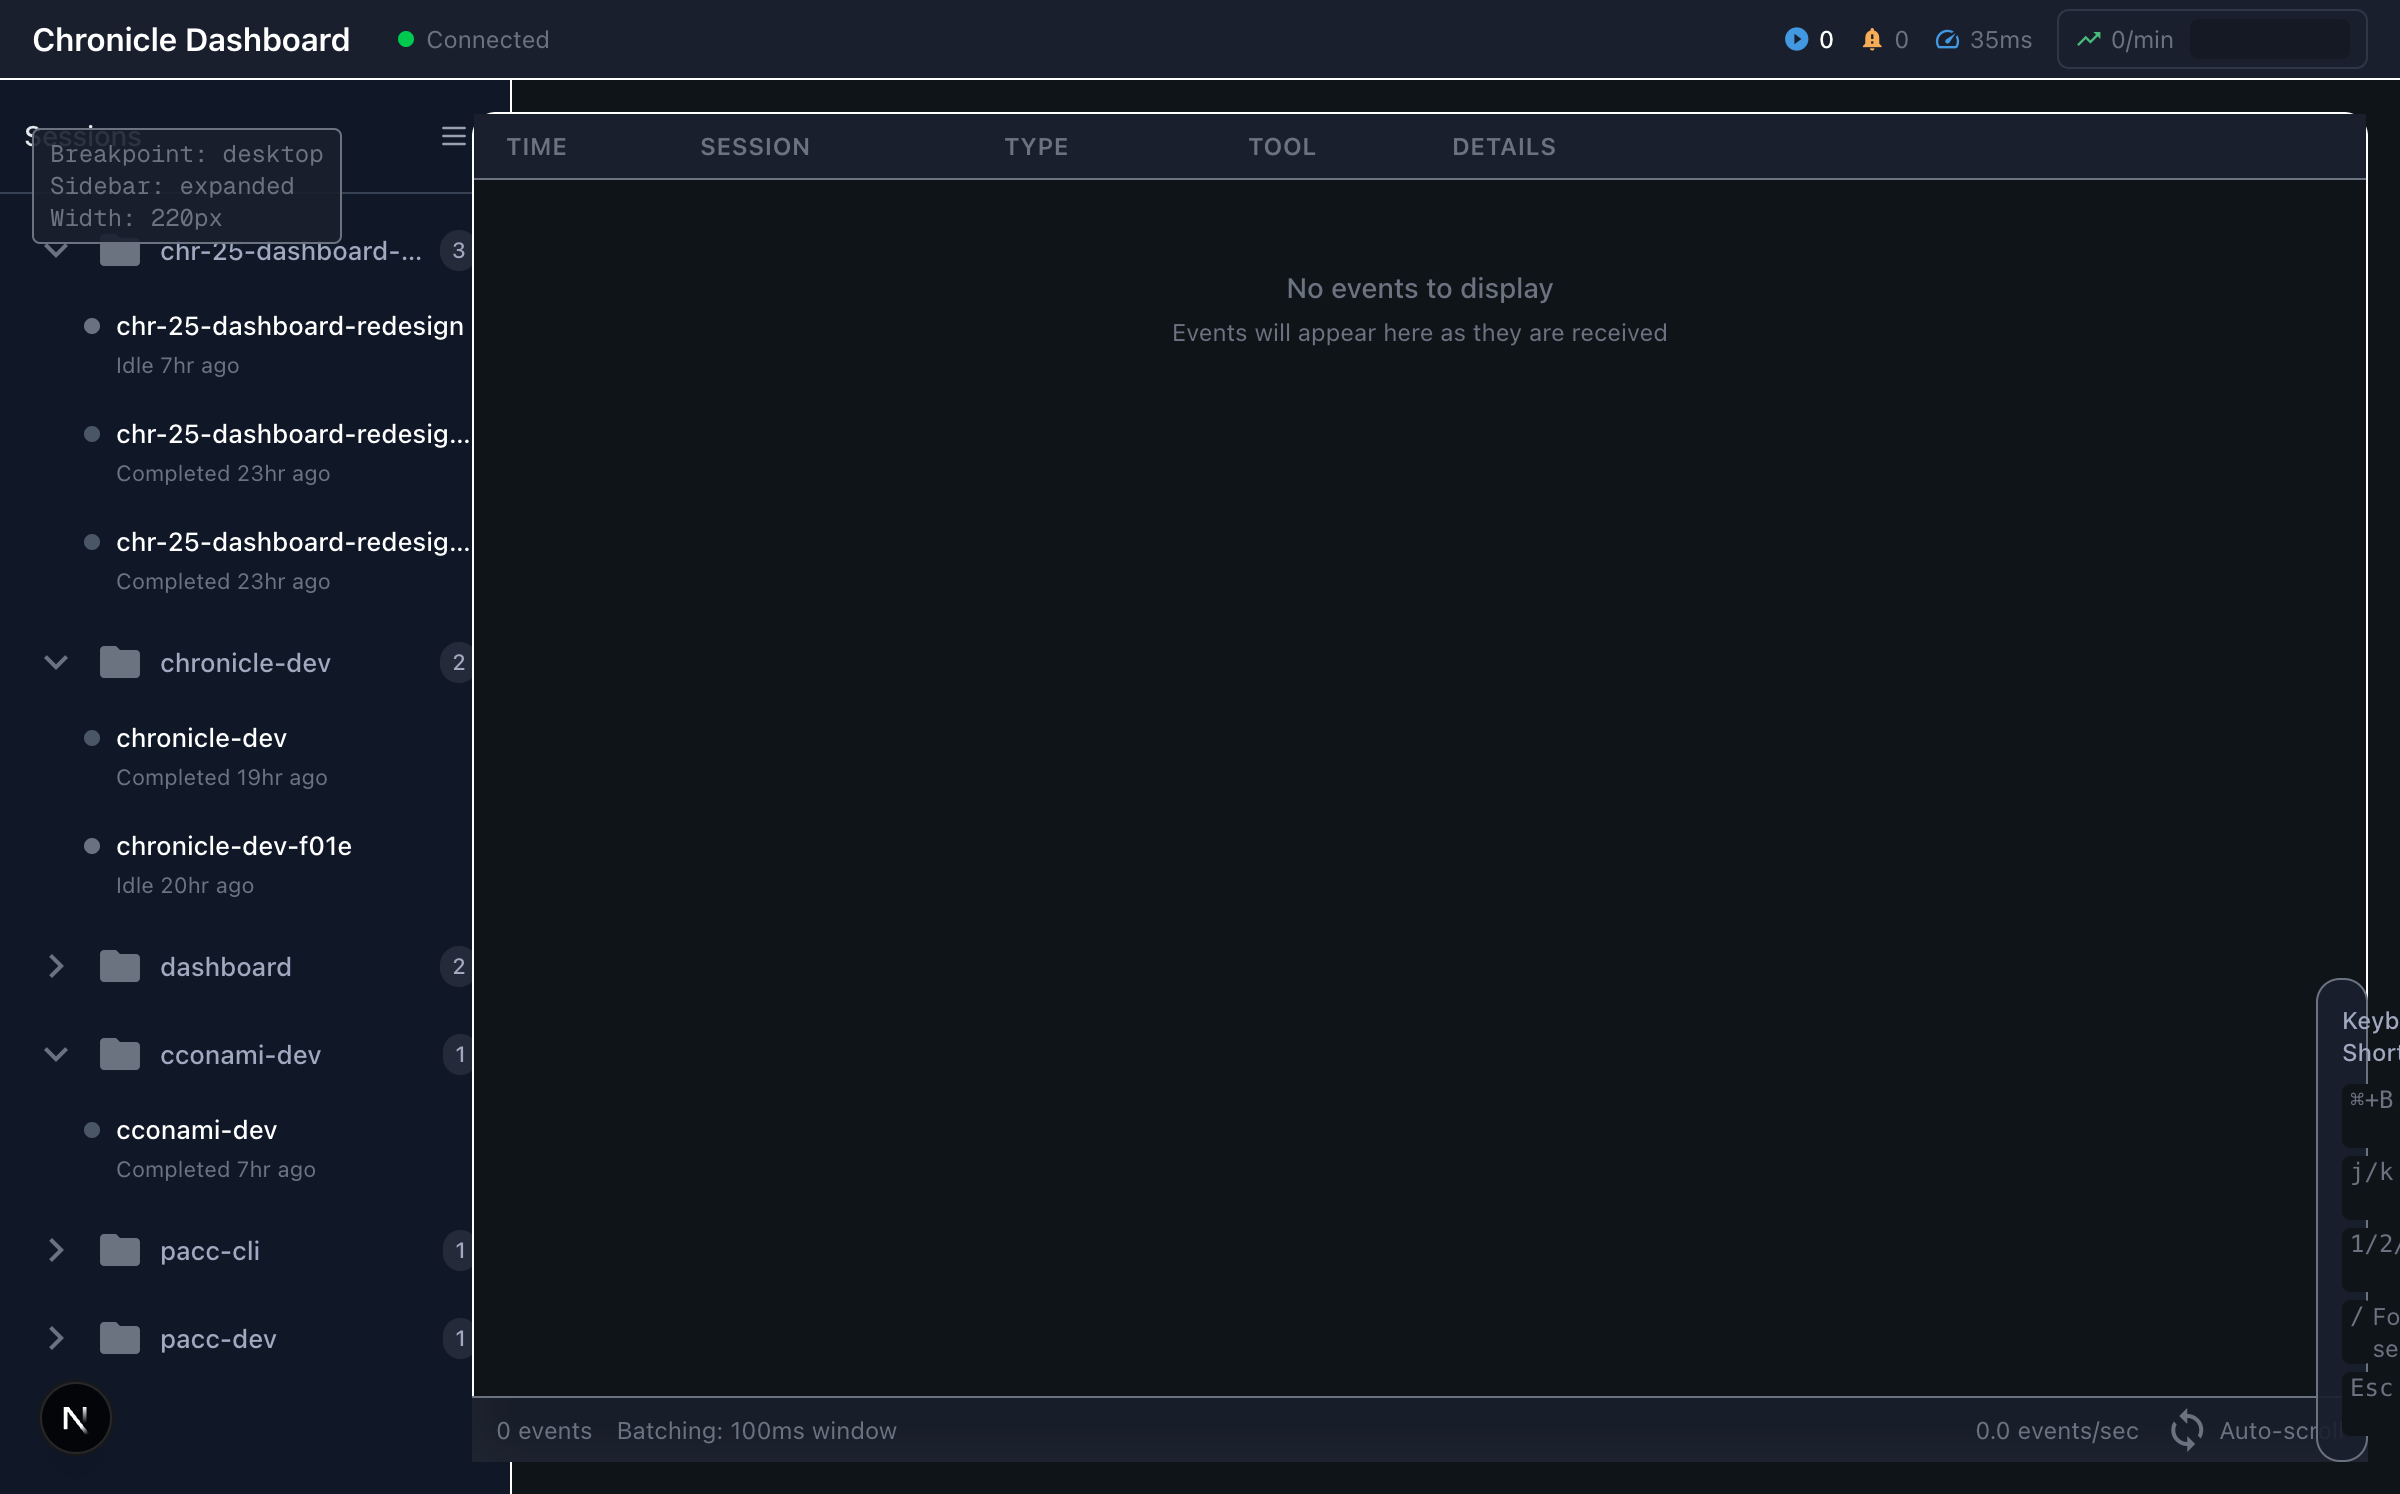 Chronicle Dashboard
Connected
0
0
35ms
0/min
Sessions
Breakpoint: desktop
Sidebar: expanded
Width: 220px
chr-25-dashboard-...
3
chr-25-dashboard-redesign
Idle 7hr ago
chr-25-dashboard-redesig...
Completed 23hr ago
chr-25-dashboard-redesig...
Completed 23hr ago
chronicle-dev
2
chronicle-dev
Completed 19hr ago
chronicle-dev-f01e
Idle 20hr ago
dashboard
2
cconami-dev
1
cconami-dev
Completed 7hr ago
pacc-cli
1
pacc-dev
1
N
TIME SESSION TYPE TOOL DETAILS
No events to display
Events will appear here as they are received
Keyb
Short
⌘+B
j/k
1/2/
/ Fo
se
Esc
0 events Batching: 100ms window
0.0 events/sec Auto-scroll